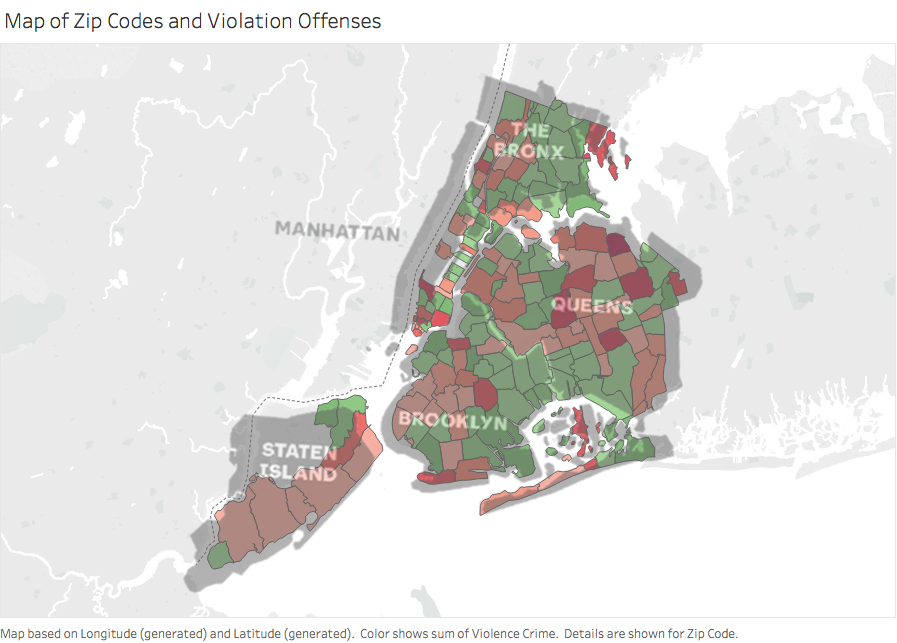 Map of Zip Codes and Violation Offenses
THE
BRONX
MANHATTAN
QUEENS
BROOKLYN
STATEN
ISLAND
Map based on Longitude (generated) and Latitude (generated). Color shows sum of Violence Crime. Details are shown for Zip Code.